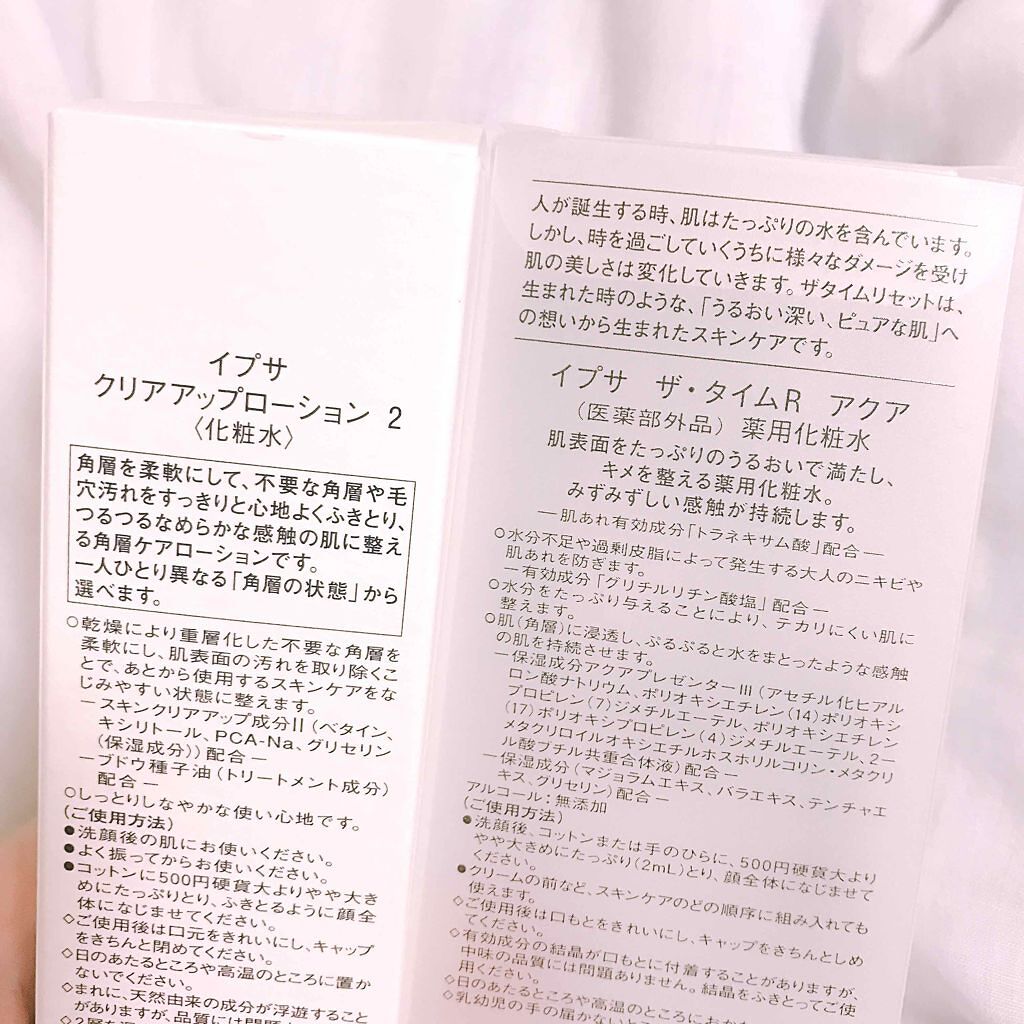 イプサ
クリアアップローション 2
〈化粧水〉
角層を柔軟にして、不要な角層や毛
穴汚れをすっきりと心地よくふきとり、
つるつるなめらかな感触の肌に整え
る角層ケアローションです。
一人ひとり異なる「角層の状態」から
選べます。
○乾燥により重層化した不要な角層を
柔軟にし、肌表面の汚れを取り除くこ
とで、あとから使用するスキンケアをな
じみやすい状態に整えます。
―スキンクリアアップ成分II(ベタイン、
キシリトール、PCA-Na、グリセリン
(保湿成分))配合―
―ブドウ種子油(トリートメント成分)
配合―
○しっとりしなやかな使い心地です。
(ご使用方法)
●洗顔後の肌にお使いください。
●よく振ってからお使いください。
●コットンに500円硬貨大よりやや大き
めにたっぷりとり、ふきとるように顔全
体になじませてください。
◇ご使用後は口元をきれいにし、キャップ
をきちんと閉めてください。
◇日のあたるところや高温のところに置か
ないでください。
◇まれに、天然由来の成分が浮遊すること
がありますが、品質には問題
人が誕生する時、肌はたっぷりの水を含んでいます。
しかし、時を過ごしていくうちに様々なダメージを受け
肌の美しさは変化していきます。ザタイムリセットは、
生まれた時のような、「うるおい深い、ピュアな肌」へ
の想いから生まれたスキンケアです。
イプサ ザ・タイムR アクア
(医薬部外品) 薬用化粧水
肌表面をたっぷりのうるおいで満たし、
キメを整える薬用化粧水。
みずみずしい感触が持続します。
―肌あれ有効成分「トラネキサム酸」配合―
○水分不足や過剰皮脂によって発生する大人のニキビや
肌あれを防ぎます。
―有効成分「グリチルリチン酸塩」配合―
○水分をたっぷり与えることにより、テカリにくい肌に
整えます。
○肌(角層)に浸透し、ぷるぷると水をまとったような感触
の肌を持続させます。
―保湿成分アクアプレゼンターIII(アセチル化ヒアル
ロン酸ナトリウム、ポリオキシエチレン(14)ポリオキシ
プロピレン(7)ジメチルエーテル、ポリオキシエチレン
(17)ポリオキシプロピレン(4)ジメチルエーテル、2―
メタクリロイルオキシエチルホスホリルコリン・メタクリ
ル酸ブチル共重合体液)配合―
―保湿成分(マジョラムエキス、バラエキス、テンチャエ
キス、グリセリン)配合―
アルコール：無添加
(ご使用方法)
●洗顔後、コットンまたは手のひらに、500円硬貨大より
やや大きめにたっぷり(2mL)とり、顔全体になじませて
ください。
●クリームの前など、スキンケアのどの順序に組み入れても
使えます。
◇ご使用後は口もとをきれいにし、キャップをきちんとしめ
てください。
◇有効成分の結晶が口もとに付着することがありますが、
中味の品質には問題ありません。結晶をふきとってご使
用ください。
◇日のあたるところや高温のところにおか
◇乳幼児の手の届かない